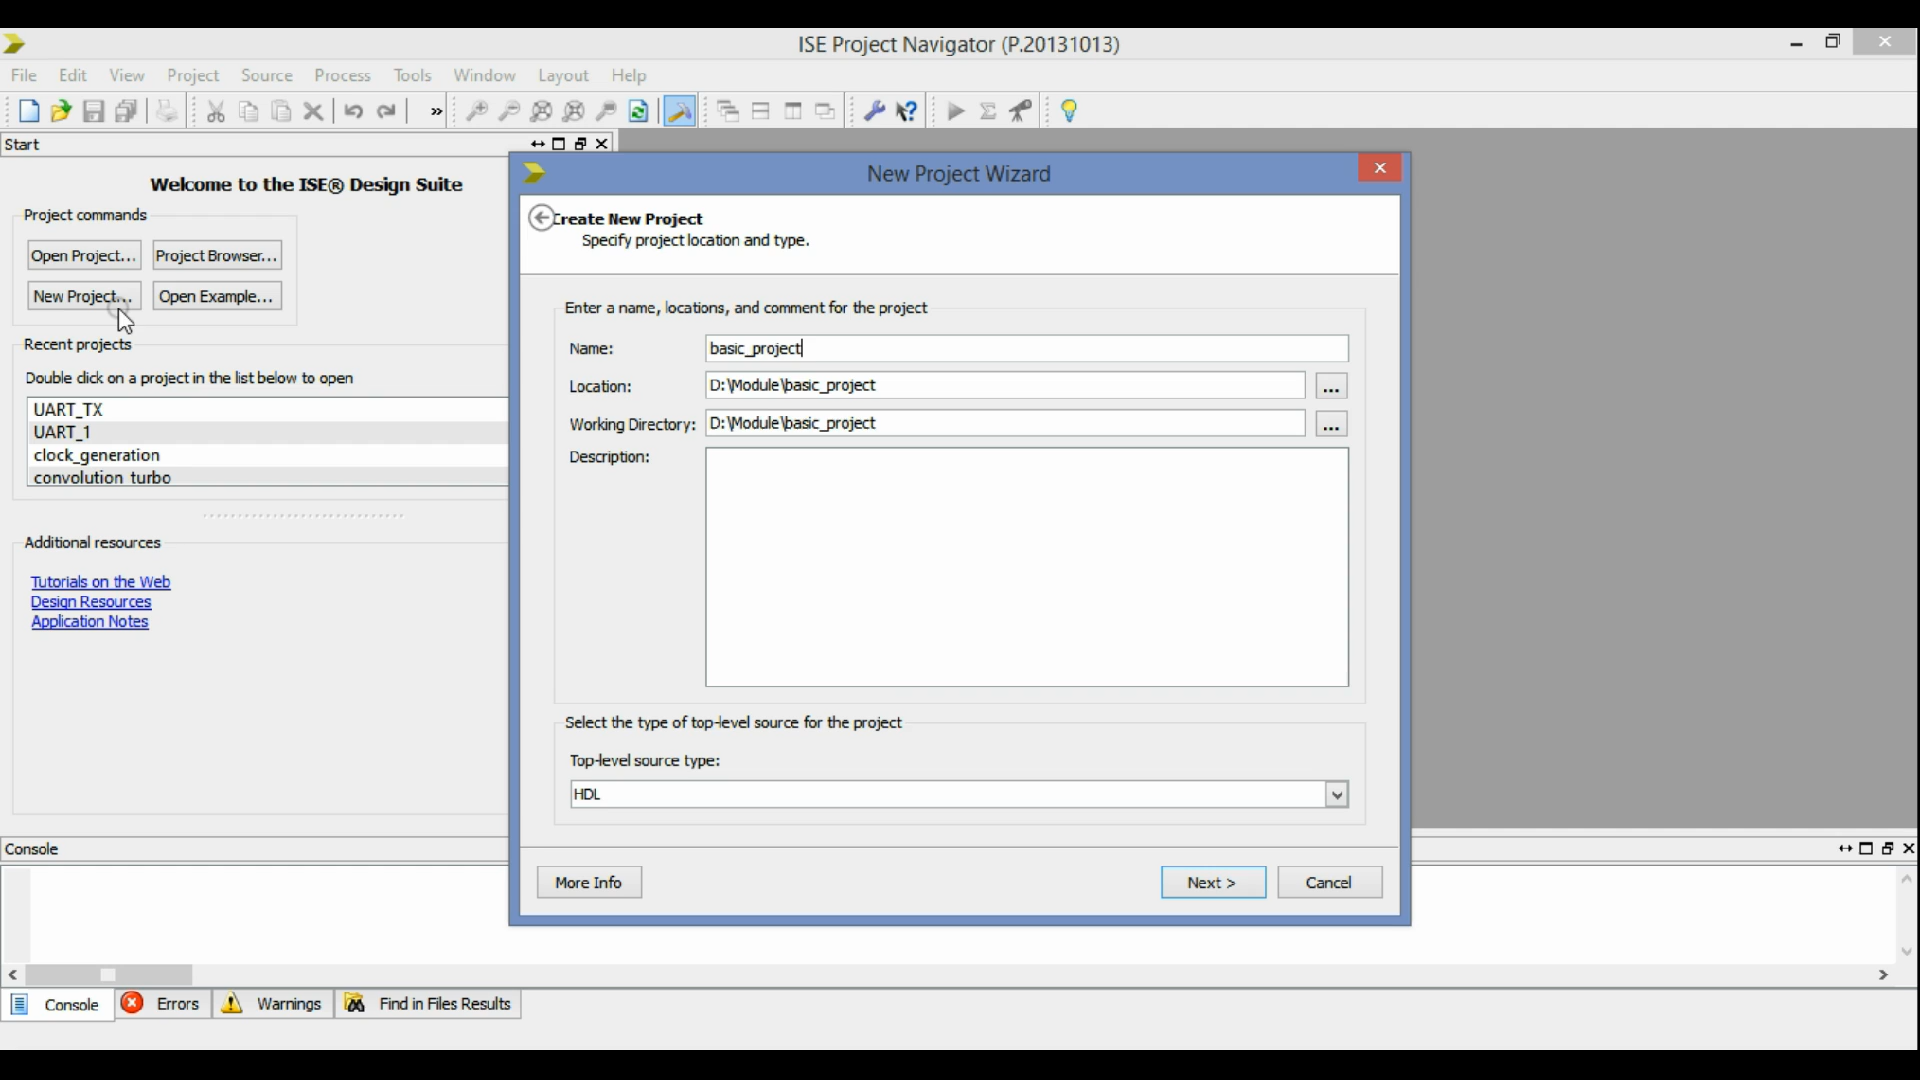 ISE Project Navigator (P.20131013)
File Edit View Project Source Process Tools Window Layout Help
Start
Welcome to the ISE® Design Suite
Project commands
Open Project... Project Browser...
New Project... Open Example...
Recent projects
Double click on a project in the list below to open
UART_TX
UART_1
clock_generation
convolution_turbo
Additional resources
Tutorials on the Web
Design Resources
Application Notes
New Project Wizard
Create New Project
Specify project location and type.
Enter a name, locations, and comment for the project
Name: basic_project
Location: D:\Module\basic_project ...
Working Directory: D:\Module\basic_project ...
Description:
Select the type of top-level source for the project
Top-level source type:
HDL
More Info Next > Cancel
Console
Console Errors Warnings Find in Files Results